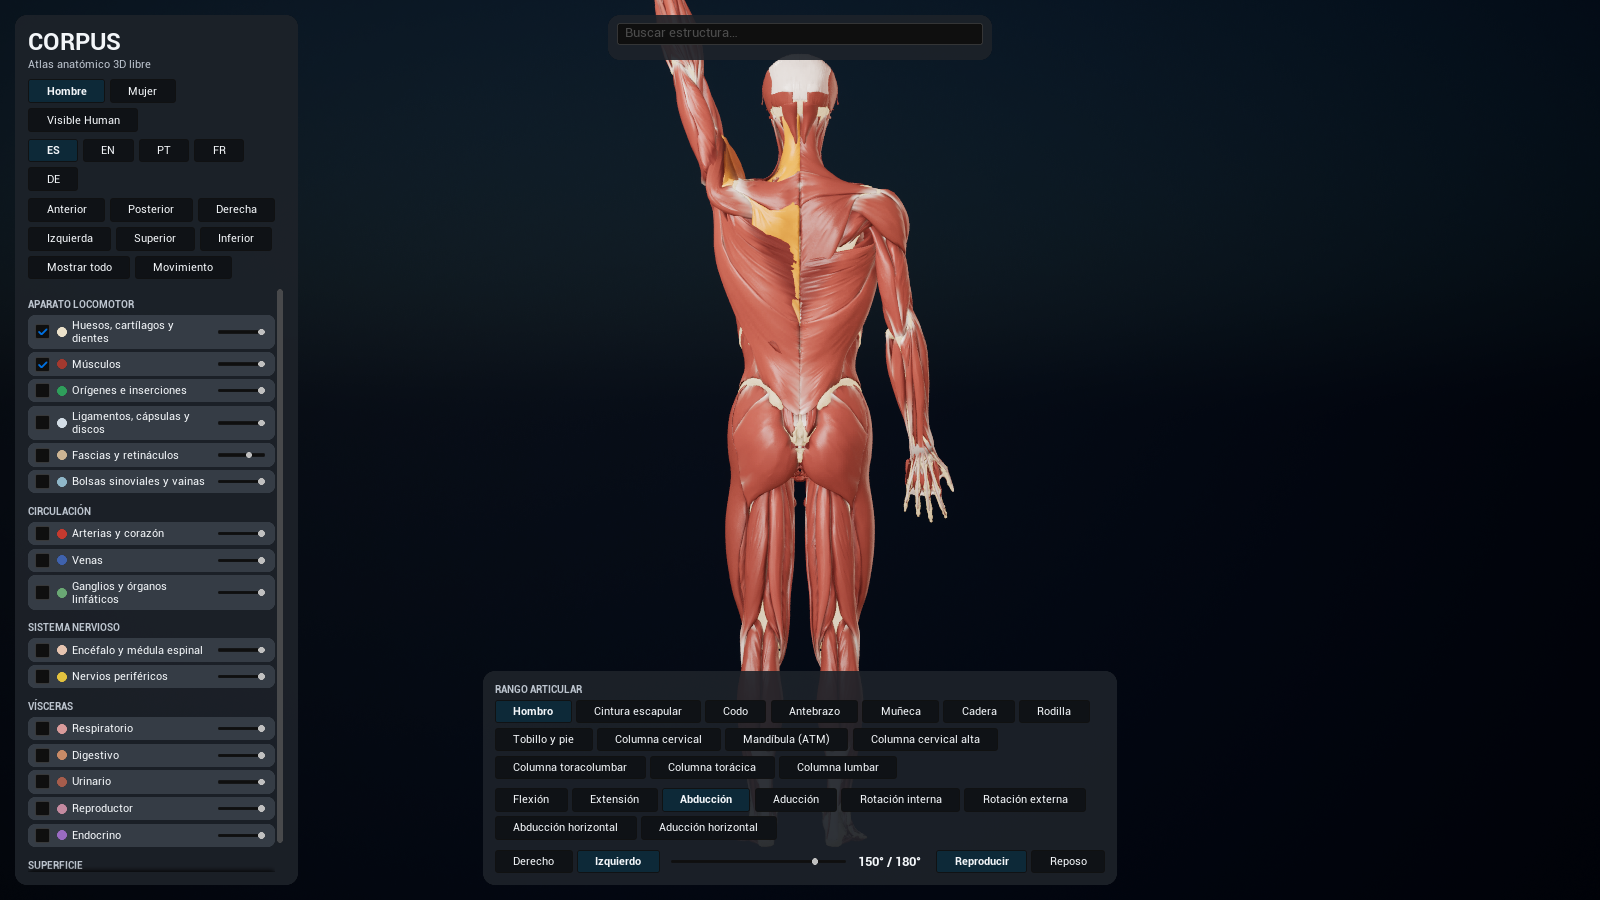 CORPUS
Atlas anatómico 3D libre
Hombre Mujer
Visible Human
ES EN PT FR
DE
Anterior Posterior Derecha
Izquierda Superior Inferior
Mostrar todo Movimiento
APARATO LOCOMOTOR
Huesos, cartílagos y
dientes
Músculos
Orígenes e inserciones
Ligamentos, cápsulas y
discos
Fascias y retináculos
Bolsas sinoviales y vainas
CIRCULACIÓN
Arterias y corazón
Venas
Ganglios y órganos
linfáticos
SISTEMA NERVIOSO
Encéfalo y médula espinal
Nervios periféricos
VÍSCERAS
Respiratorio
Digestivo
Urinario
Reproductor
Endocrino
SUPERFICIE
Buscar estructura...
RANGO ARTICULAR
Hombro Cintura escapular Codo Antebrazo Muñeca Cadera Rodilla
Tobillo y pie Columna cervical Mandíbula (ATM) Columna cervical alta
Columna toracolumbar Columna torácica Columna lumbar
Flexión Extensión Abducción Aducción Rotación interna Rotación externa
Abducción horizontal Aducción horizontal
Derecho Izquierdo 150° / 180° Reproducir Reposo